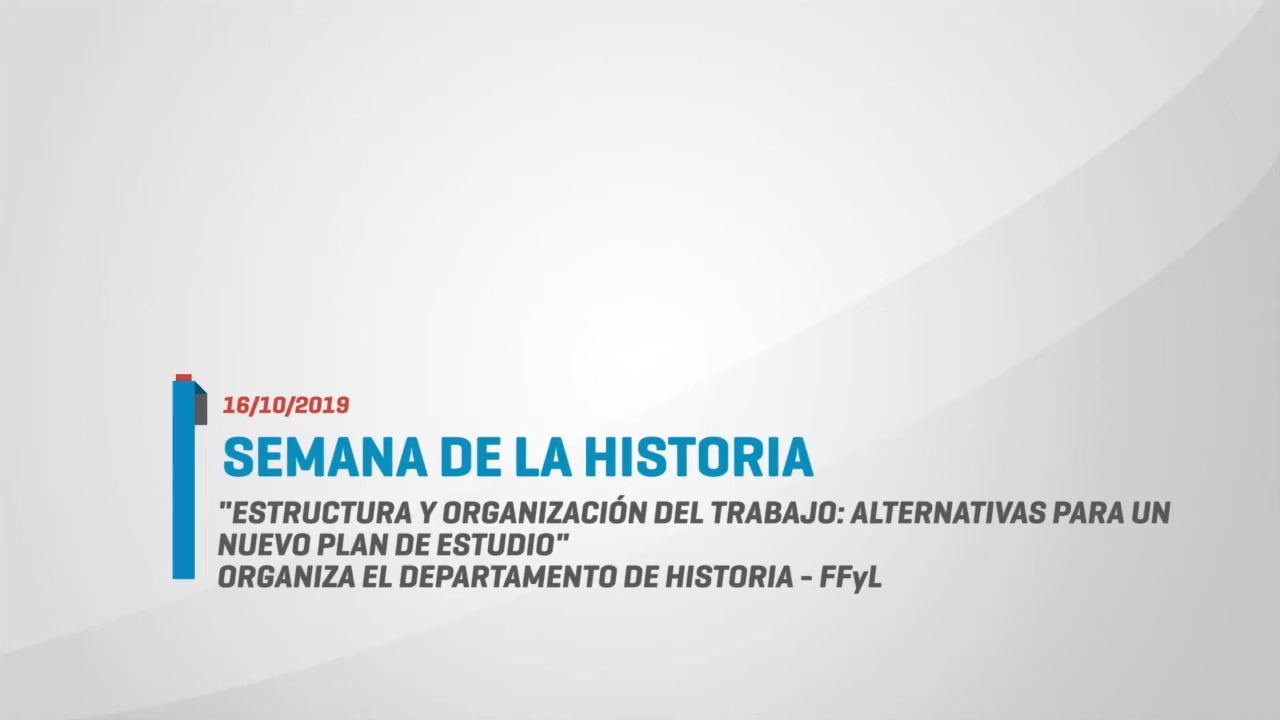 16/10/2019
SEMANA DE LA HISTORIA
"ESTRUCTURA Y ORGANIZACIÓN DEL TRABAJO: ALTERNATIVAS PARA UN
NUEVO PLAN DE ESTUDIO"
ORGANIZA EL DEPARTAMENTO DE HISTORIA - FFyL